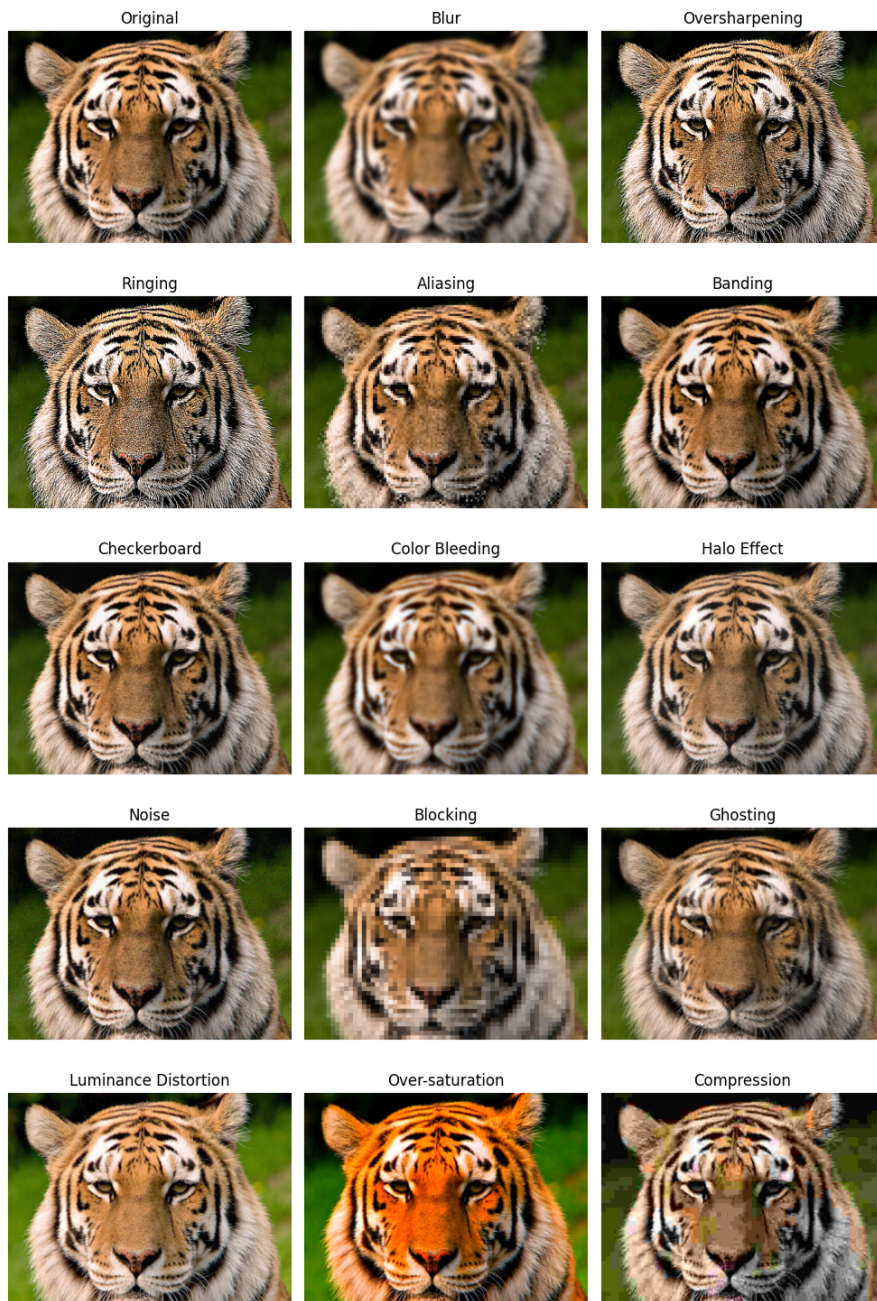 Original
Blur
Oversharpening
Ringing
Aliasing
Banding
Checkerboard
Color Bleeding
Halo Effect
Noise
Blocking
Ghosting
Luminance Distortion
Over-saturation
Compression